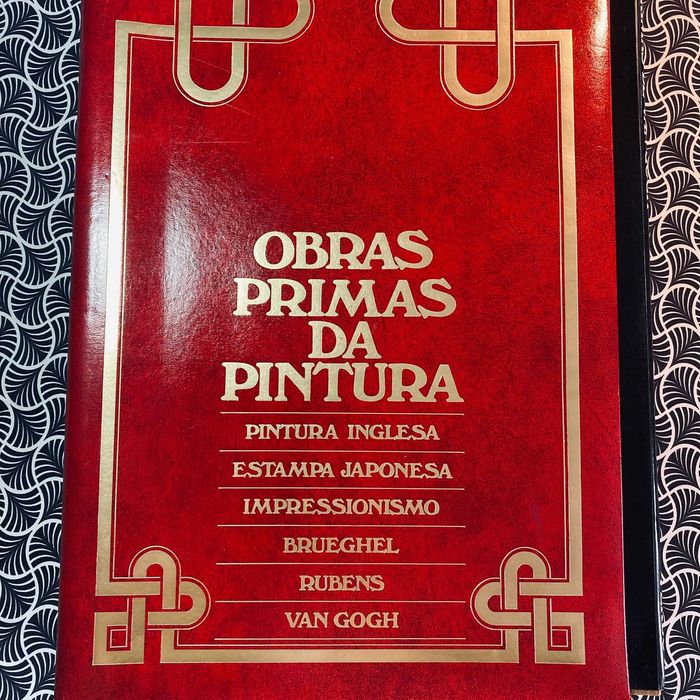 OBRAS
PRIMAS
DA
PINTURA
PINTURA INGLESA
ESTAMPA JAPONESA
IMPRESSIONISMO
BRUEGHEL
RUBENS
VAN GOGH